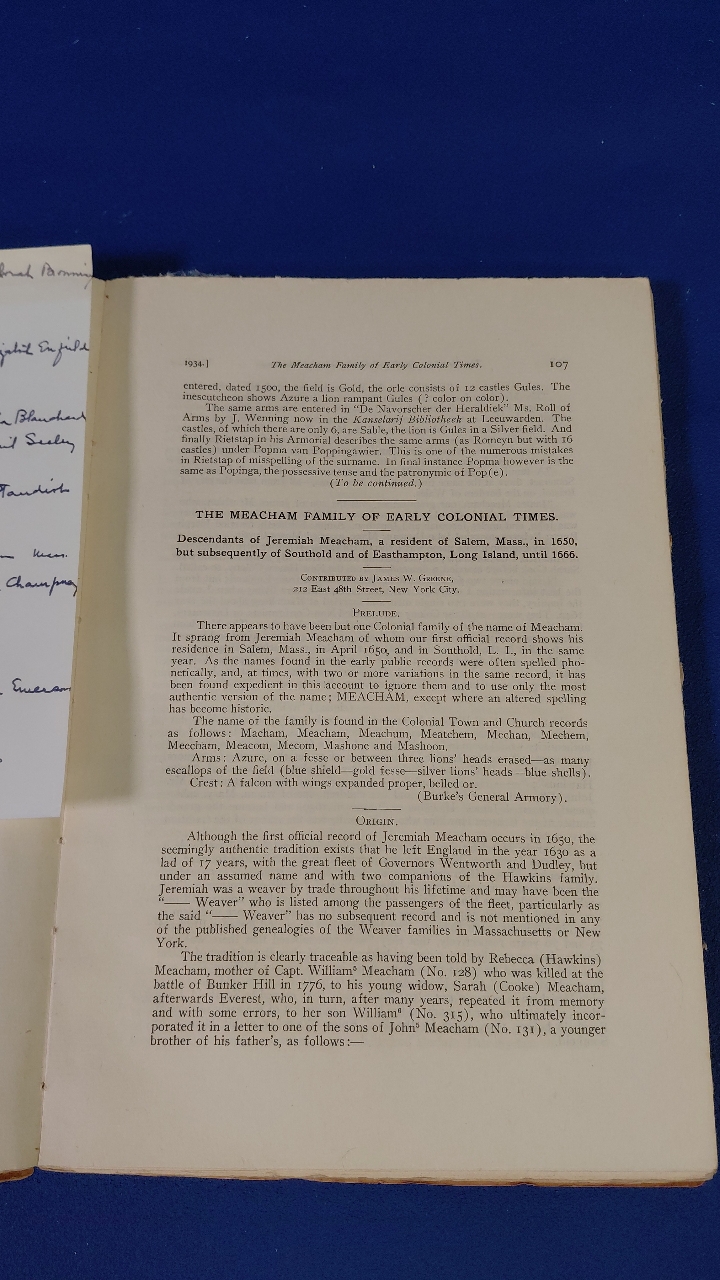 Enfield
Blanchard
Seeley
Champney
Emerson
1934.] The Meacham Family of Early Colonial Times. 107
entered, dated 1500, the field is Gold, the orle consists of 12 castles Gules. The
inescutcheon shows Azure a lion rampant Gules (? color on color).
The same arms are entered in "De Navorscher der Heraldiek" Ms. Roll of
Arms by J. Wenning now in the Kanselarij Bibliotheek at Leeuwarden. The
castles, of which there are only 6, are Sable, the lion is Gules in a Silver field. And
finally Rietstap in his Armorial describes the same arms (as Romeyn but with 16
castles) under Popma van Poppingawier. This is one of the numerous mistakes
in Rietstap of misspelling of the surname. In final instance Popma however is the
same as Popinga, the possessive tense and the patronymic of Pop(e).
(To be continued.)
THE MEACHAM FAMILY OF EARLY COLONIAL TIMES.
Descendants of Jeremiah Meacham, a resident of Salem, Mass., in 1650,
but subsequently of Southold and of Easthampton, Long Island, until 1666.
Contributed by James W. Greene,
212 East 48th Street, New York City.
Prelude.
There appears to have been but one Colonial family of the name of Meacham.
It sprang from Jeremiah Meacham of whom our first official record shows his
residence in Salem, Mass., in April 1650, and in Southold, L. I., in the same
year. As the names found in the early public records were often spelled pho-
netically, and, at times, with two or more variations in the same record, it has
been found expedient in this account to ignore them and to use only the most
authentic version of the name; MEACHAM, except where an altered spelling
has become historic.
The name of the family is found in the Colonial Town and Church records
as follows: Macham, Meacham, Meachum, Meatchem, Mechan, Mechem,
Meecham, Meacom, Mecom, Mashone and Mashoon.
Arms: Azure, on a fesse or between three lions' heads erased—as many
escallops of the field (blue shield—gold fesse—silver lions' heads—blue shells).
Crest: A falcon with wings expanded proper, belled or.
(Burke's General Armory).
Origin.
Although the first official record of Jeremiah Meacham occurs in 1650, the
seemingly authentic tradition exists that he left England in the year 1630 as a
lad of 17 years, with the great fleet of Governors Wentworth and Dudley, but
under an assumed name and with two companions of the Hawkins family.
Jeremiah was a weaver by trade throughout his lifetime and may have been the
"—— Weaver" who is listed among the passengers of the fleet, particularly as
the said "—— Weaver" has no subsequent record and is not mentioned in any
of the published genealogies of the Weaver families in Massachusetts or New
York.
The tradition is clearly traceable as having been told by Rebecca (Hawkins)
Meacham, mother of Capt. William⁵ Meacham (No. 128) who was killed at the
battle of Bunker Hill in 1776, to his young widow, Sarah (Cooke) Meacham,
afterwards Everest, who, in turn, after many years, repeated it from memory
and with some errors, to her son William⁶ (No. 315), who ultimately incor-
porated it in a letter to one of the sons of John⁵ Meacham (No. 131), a younger
brother of his father's, as follows:—